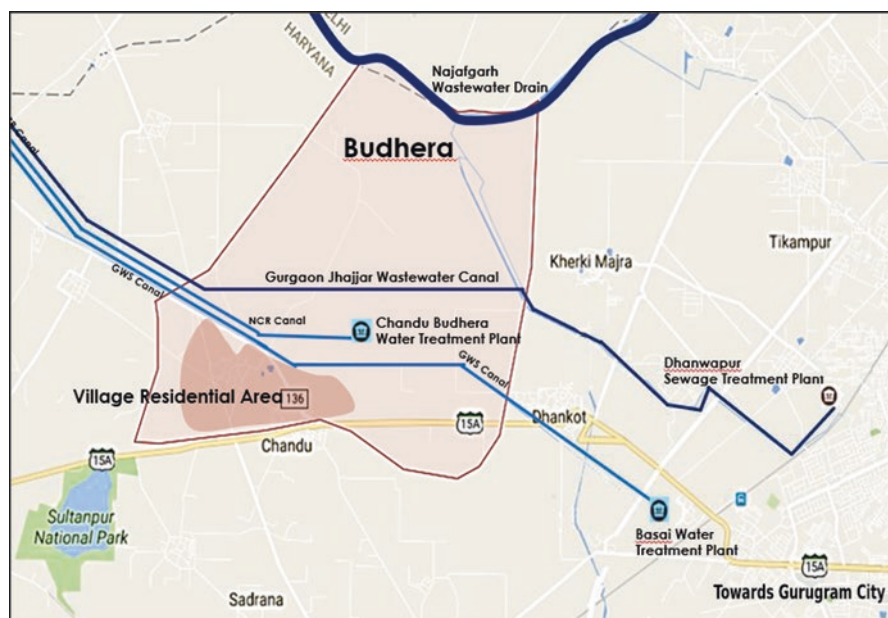 DELHI
HARYANA
Najafgarh
Wastewater Drain
Budhera
Canal
GWS Canal
Gurgaon Jhajjar Wastewater Canal
Kherki Majra
Tikampur
NCR Canal
Chandu Budhera
Water Treatment Plant
GWS Canal
Dhanwapur
Sewage Treatment Plant
Village Residential Area
136
Dhankot
15A
Chandu
15A
Sultanpur
National Park
Basai Water
Treatment Plant
15A
Towards Gurugram City
Sadrana